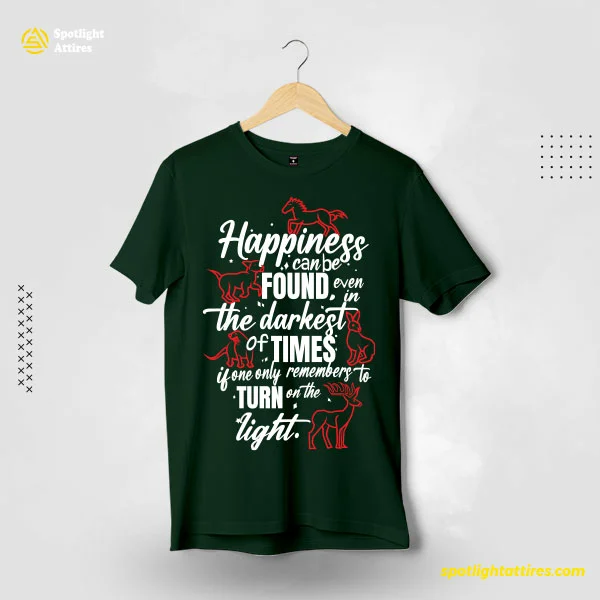 Spotlight
Attires
Happiness
can be
FOUND, even
in
the darkest
of TIMES
if one only remembers to
TURN on the
light.
spotlightattires.com